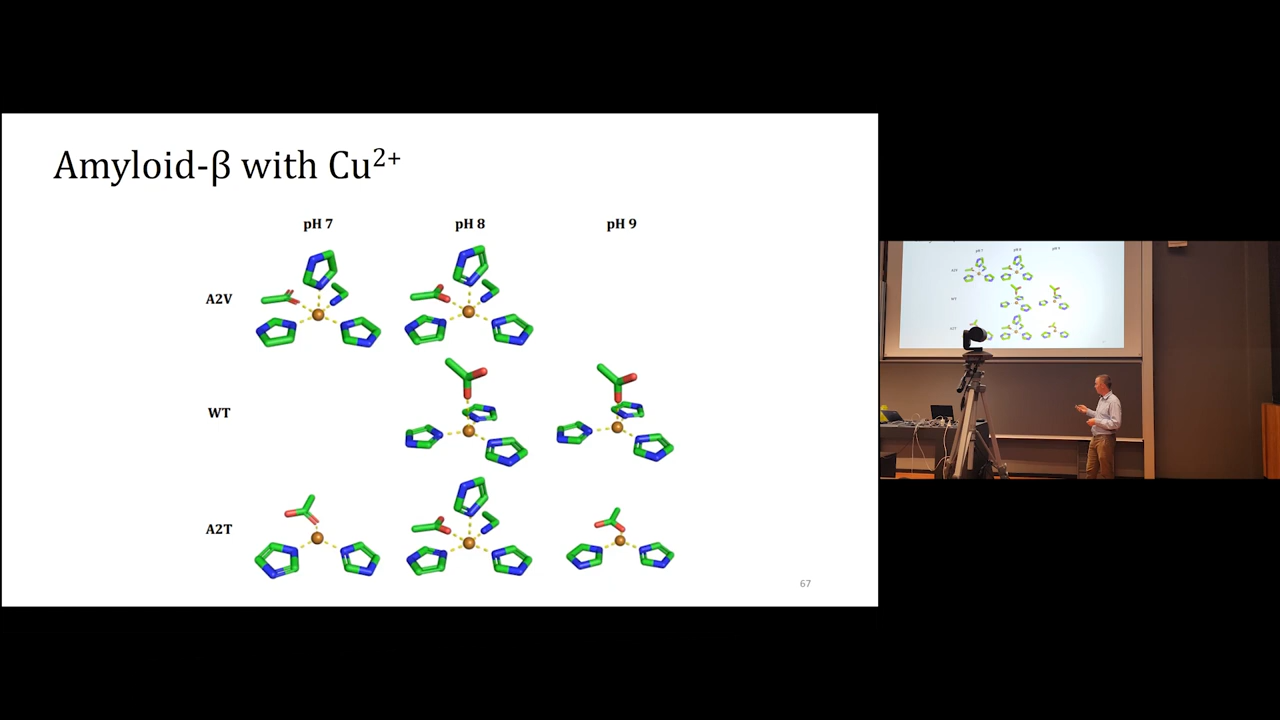 Amyloid-β with Cu²⁺
pH 7 pH 8 pH 9
A2V
WT
A2T
67